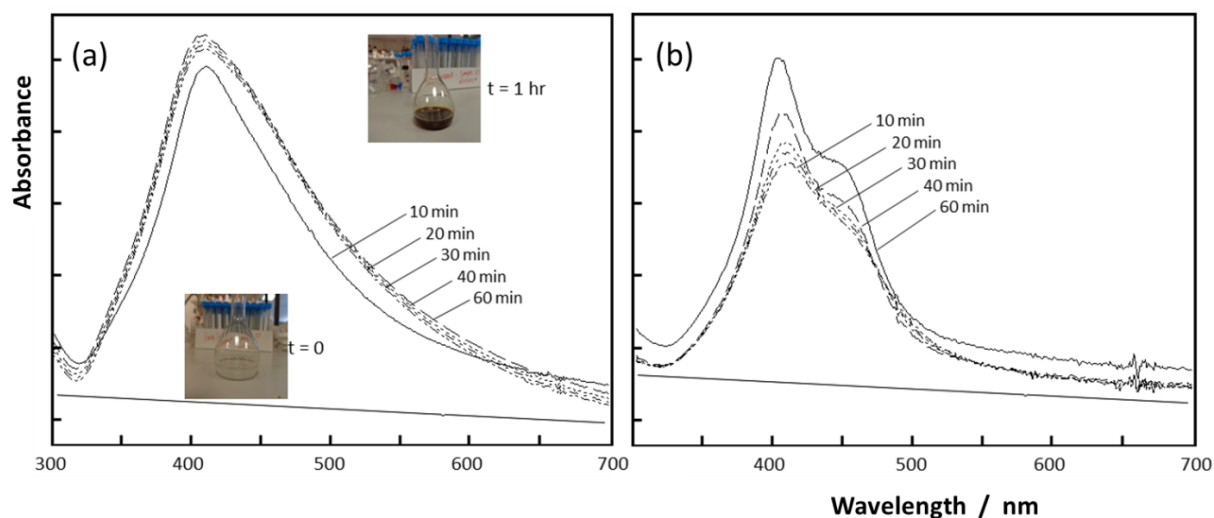 (a)
t = 1 hr
Absorbance
10 min
20 min
30 min
40 min
60 min
t = 0
300
400
500
600
700
(b)
10 min
20 min
30 min
40 min
60 min
400
500
600
700
Wavelength / nm